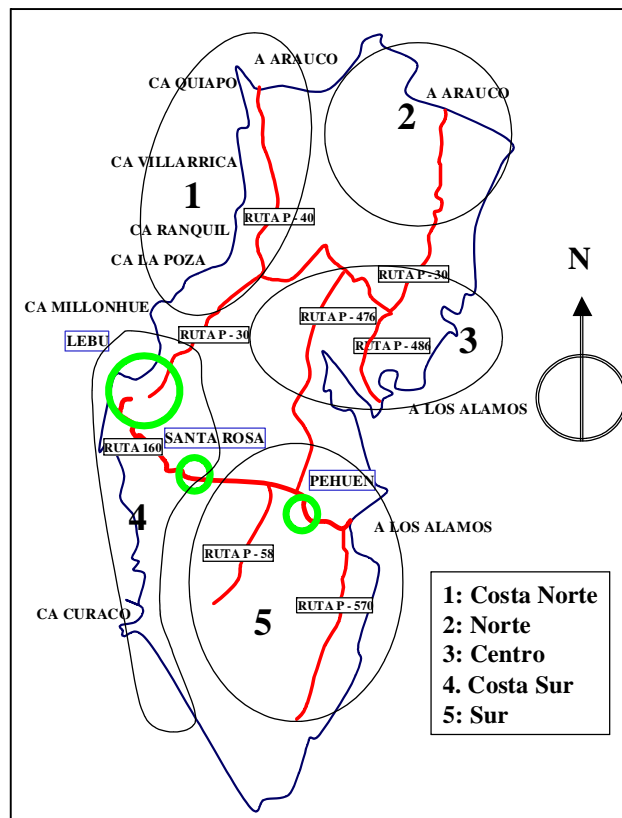 A ARAUCO
CA QUIAPO
A ARAUCO
2
CA VILLARRICA
1
RUTA P - 40
CA RANQUIL
CA LA POZA
N
RUTA P - 30
CA MILLONHUE
RUTA P - 476
RUTA P - 30
LEBU
RUTA P - 486
3
A LOS ALAMOS
SANTA ROSA
RUTA 160
PEHUEN
4
A LOS ALAMOS
RUTA P - 58
CA CURACO
RUTA P - 570
5
1: Costa Norte
2: Norte
3: Centro
4. Costa Sur
5: Sur